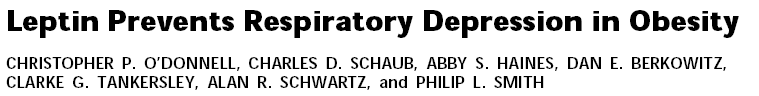 Leptin Prevents Respiratory Depression in Obesity
CHRISTOPHER P. O'DONNELL, CHARLES D. SCHAUB, ABBY S. HAINES, DAN E. BERKOWITZ,
CLARKE G. TANKERSLEY, ALAN R. SCHWARTZ, and PHILIP L. SMITH